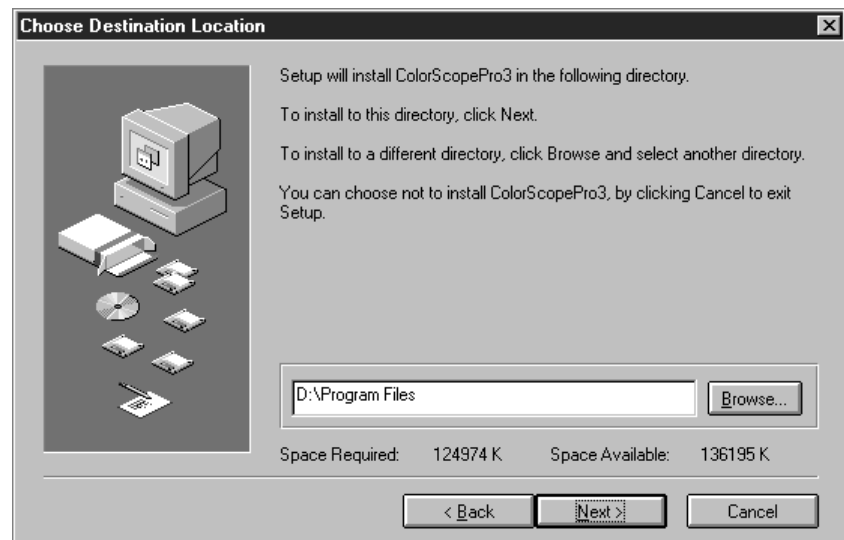 Choose Destination Location
Setup will install ColorScopePro3 in the following directory.
To install to this directory, click Next.
To install to a different directory, click Browse and select another directory.
You can choose not to install ColorScopePro3, by clicking Cancel to exit
Setup.
D:\Program Files
Browse...
Space Required: 124974 K Space Available: 136195 K
< Back Next > Cancel